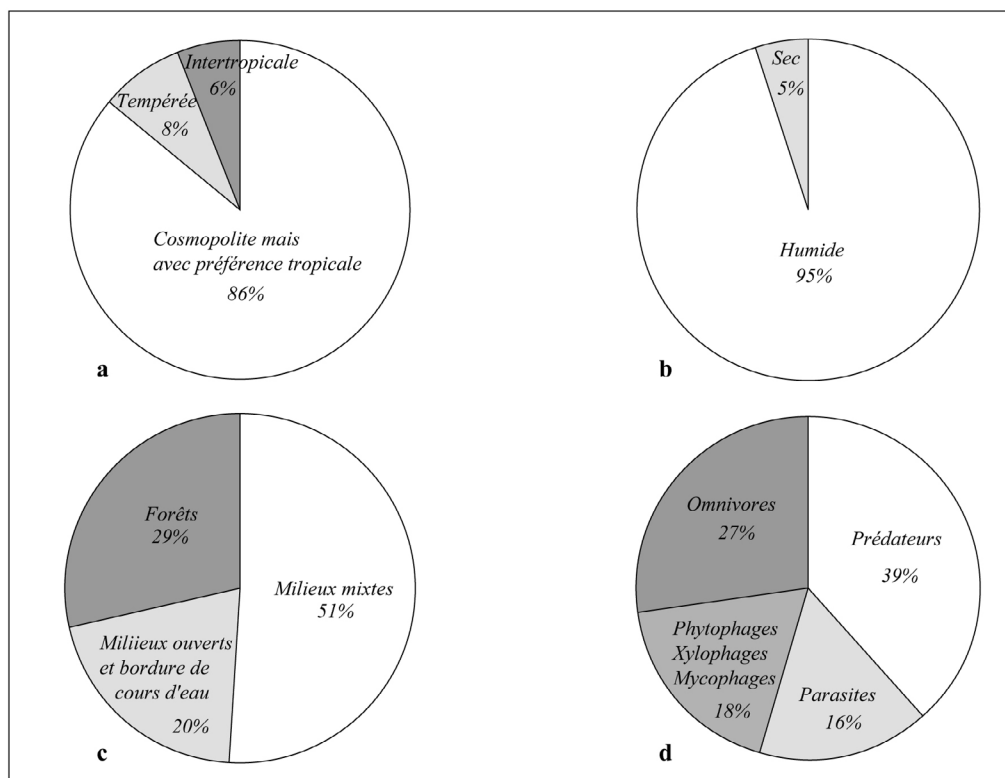 Intertropicale
6%
Tempérée
8%
Cosmopolite mais
avec préférence tropicale
86%
a
Sec
5%
Humide
95%
b
Forêts
29%
Milieux mixtes
51%
Miliieux ouverts
et bordure de
cours d'eau
20%
c
Omnivores
27%
Prédateurs
39%
Phytophages
Xylophages
Mycophages
18%
Parasites
16%
d